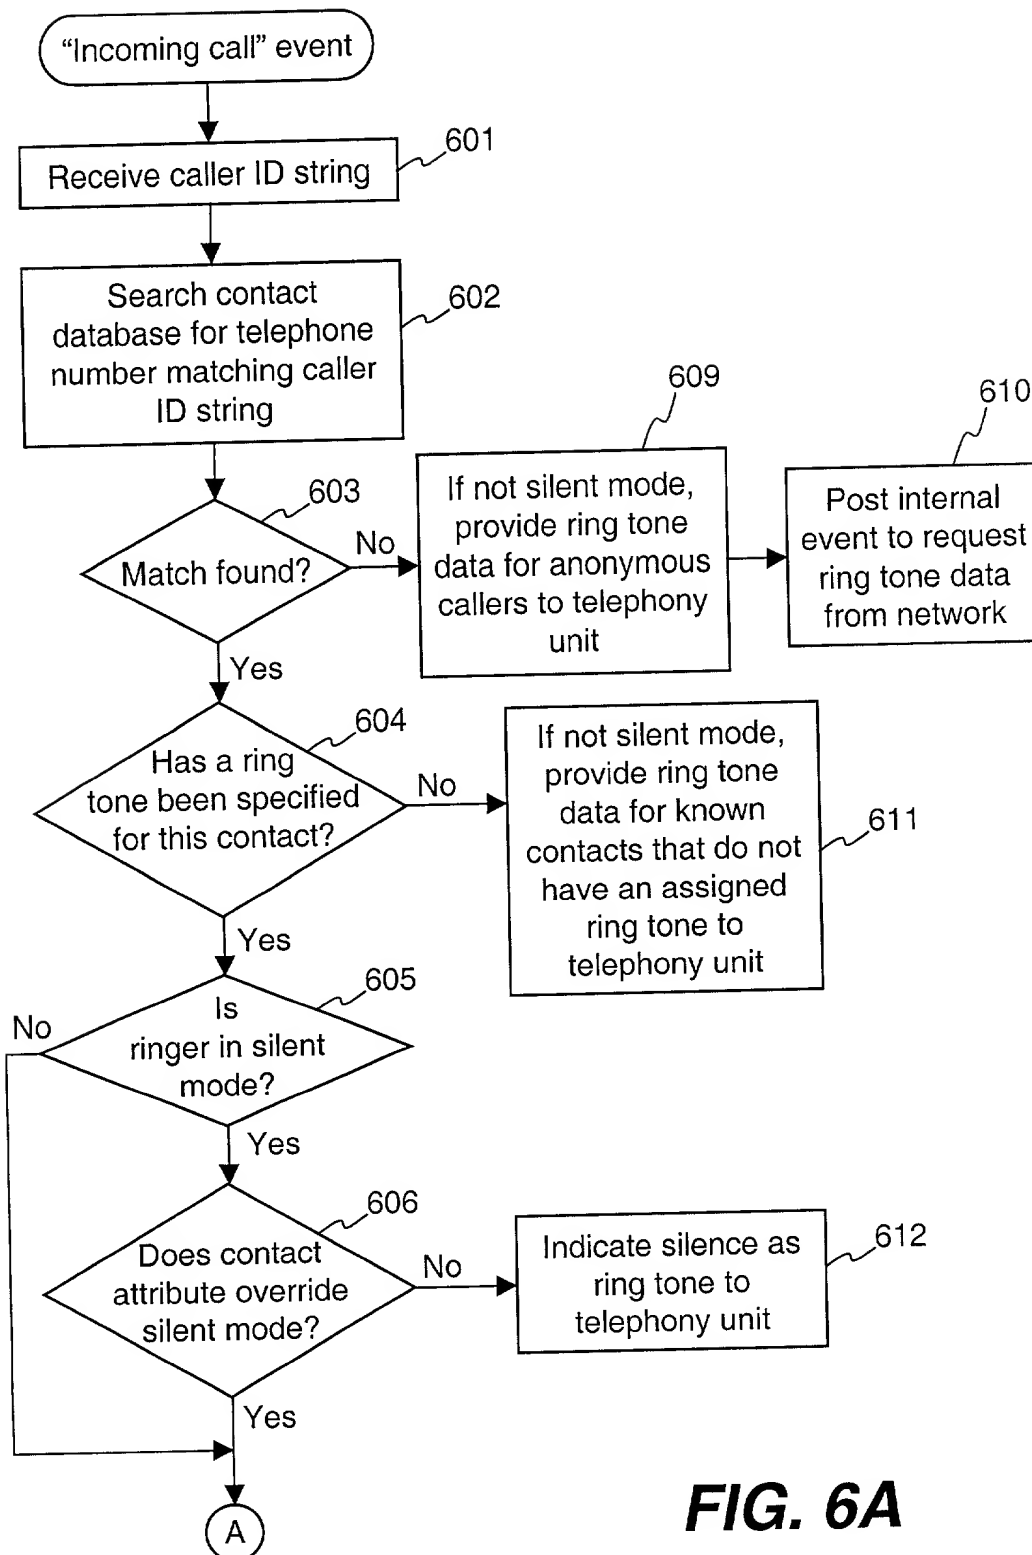 “Incoming call” event
601
Receive caller ID string
602
Search contact
database for telephone
number matching caller
ID string
603
Match found?
No
Yes
609
If not silent mode,
provide ring tone
data for anonymous
callers to telephony
unit
610
Post internal
event to request
ring tone data
from network
604
Has a ring
tone been specified
for this contact?
No
Yes
611
If not silent mode,
provide ring tone
data for known
contacts that do not
have an assigned
ring tone to
telephony unit
605
Is
ringer in silent
mode?
No
Yes
606
Does contact
attribute override
silent mode?
No
Yes
612
Indicate silence as
ring tone to
telephony unit
A
FIG. 6A